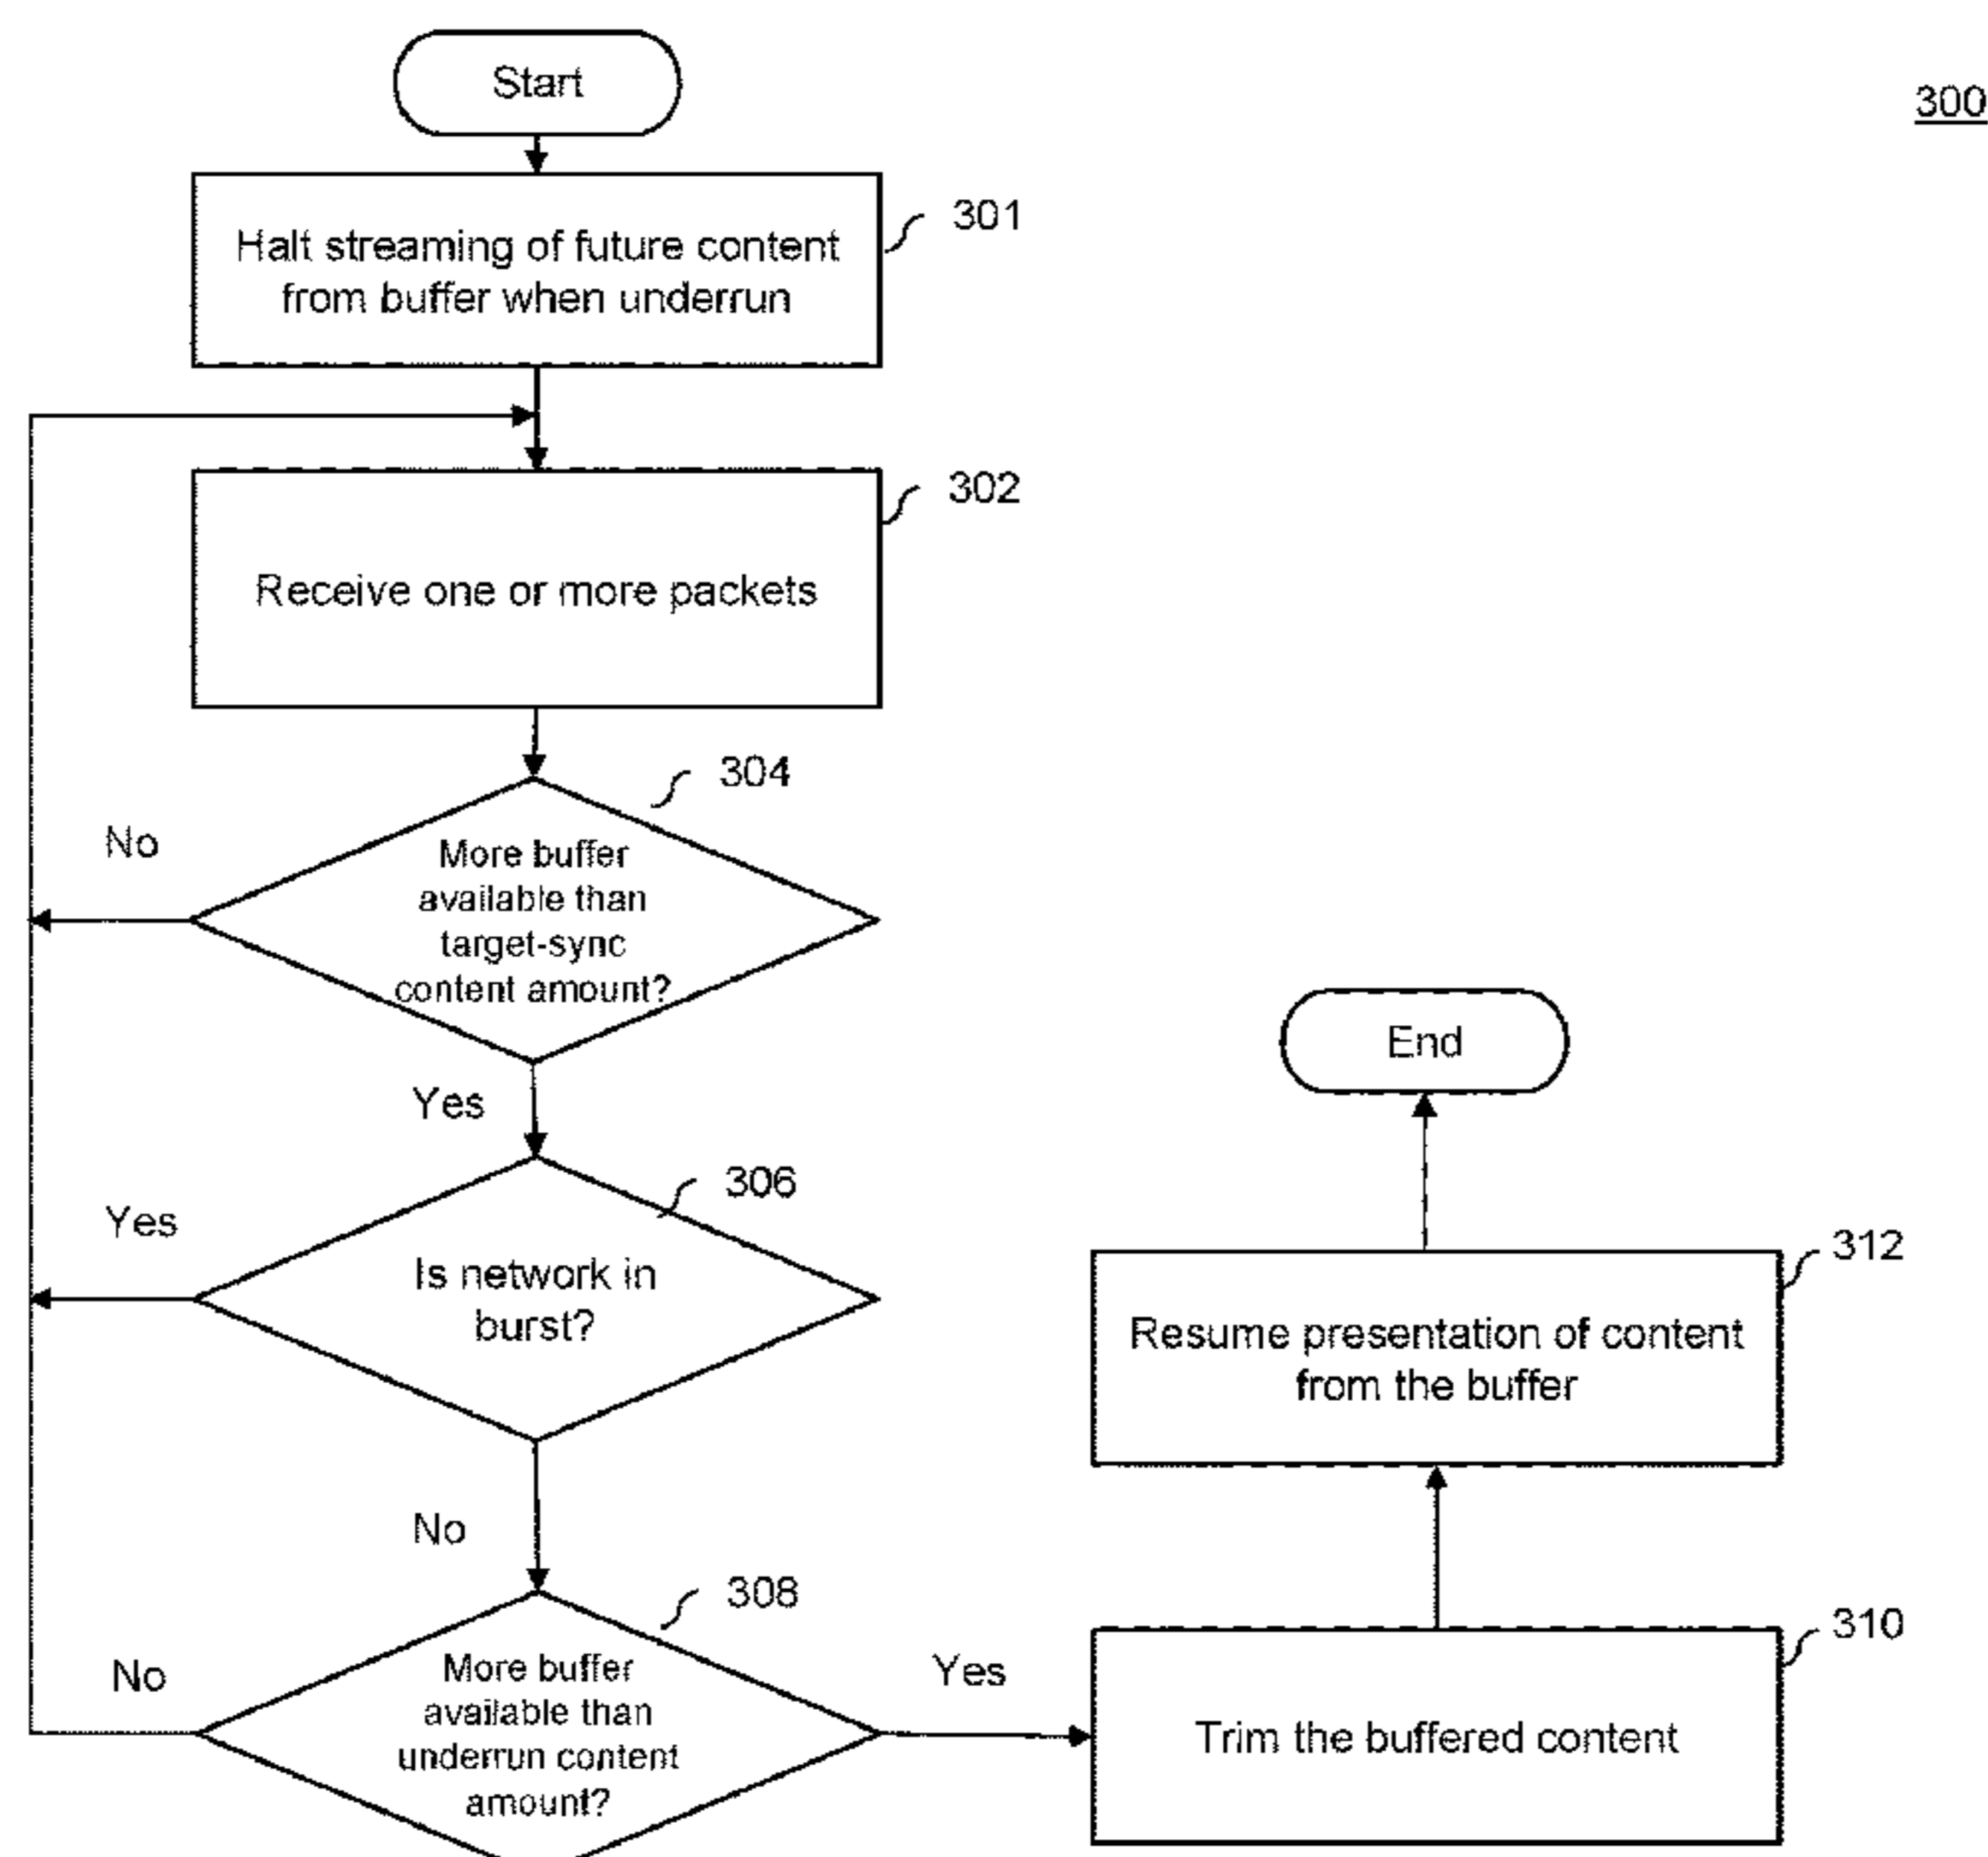 Start
300
301
Halt streaming of future content
from buffer when underrun
302
Receive one or more packets
304
No
More buffer
available than
target-sync
content amount?
Yes
End
306
Yes
Is network in
burst?
312
Resume presentation of content
from the buffer
No
308
No
More buffer
available than
underrun content
amount?
Yes
310
Trim the buffered content